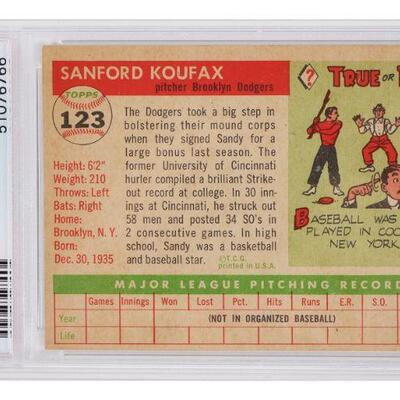 51076766
SANFORD KOUFAX
pitcher Brooklyn Dodgers
TOPPS
123
Height: 6'2"
Weight: 210
Throws: Left
Bats: Right
Home:
Brooklyn, N. Y.
Born:
Dec. 30, 1935
The Dodgers took a big step in
bolstering their mound corps
when they signed Sandy for a
large bonus last season. The
former University of Cincinnati
hurler compiled a brilliant Strike-
out record at college. In 30 inn-
ings at Cincinnati, he struck out
58 men and posted 34 SO's in
2 consecutive games. In high
school, Sandy was a basketball
and baseball star.
©T.C.G.
printed in U.S.A.
?
TRUE OR
BASEBALL WAS
PLAYED IN COO
NEW YORK
MAJOR LEAGUE PITCHING RECORD
Games Innings Won Lost Pct. Hits Runs E.R. S.O.
Year
Life
(NOT IN ORGANIZED BASEBALL)